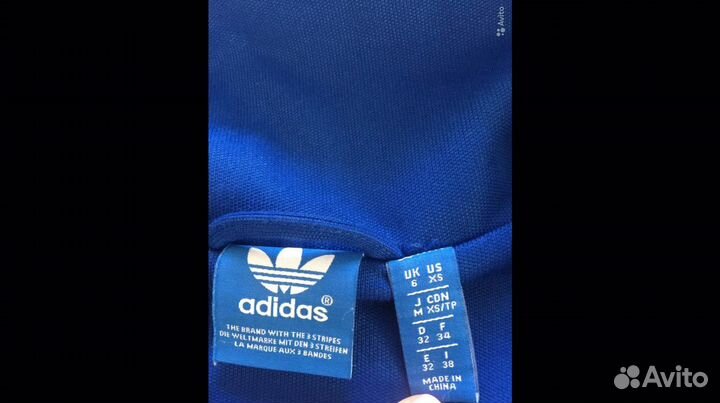 Avito
adidas ®
THE BRAND WITH THE 3 STRIPES
DIE WELTMARKE MIT DEN 3 STREIFEN
LA MARQUE AUX 3 BANDES
UK US
6 XS
J CDN
M XS/TP
D F
32 34
E I
32 38
MADE IN
CHINA
Avito